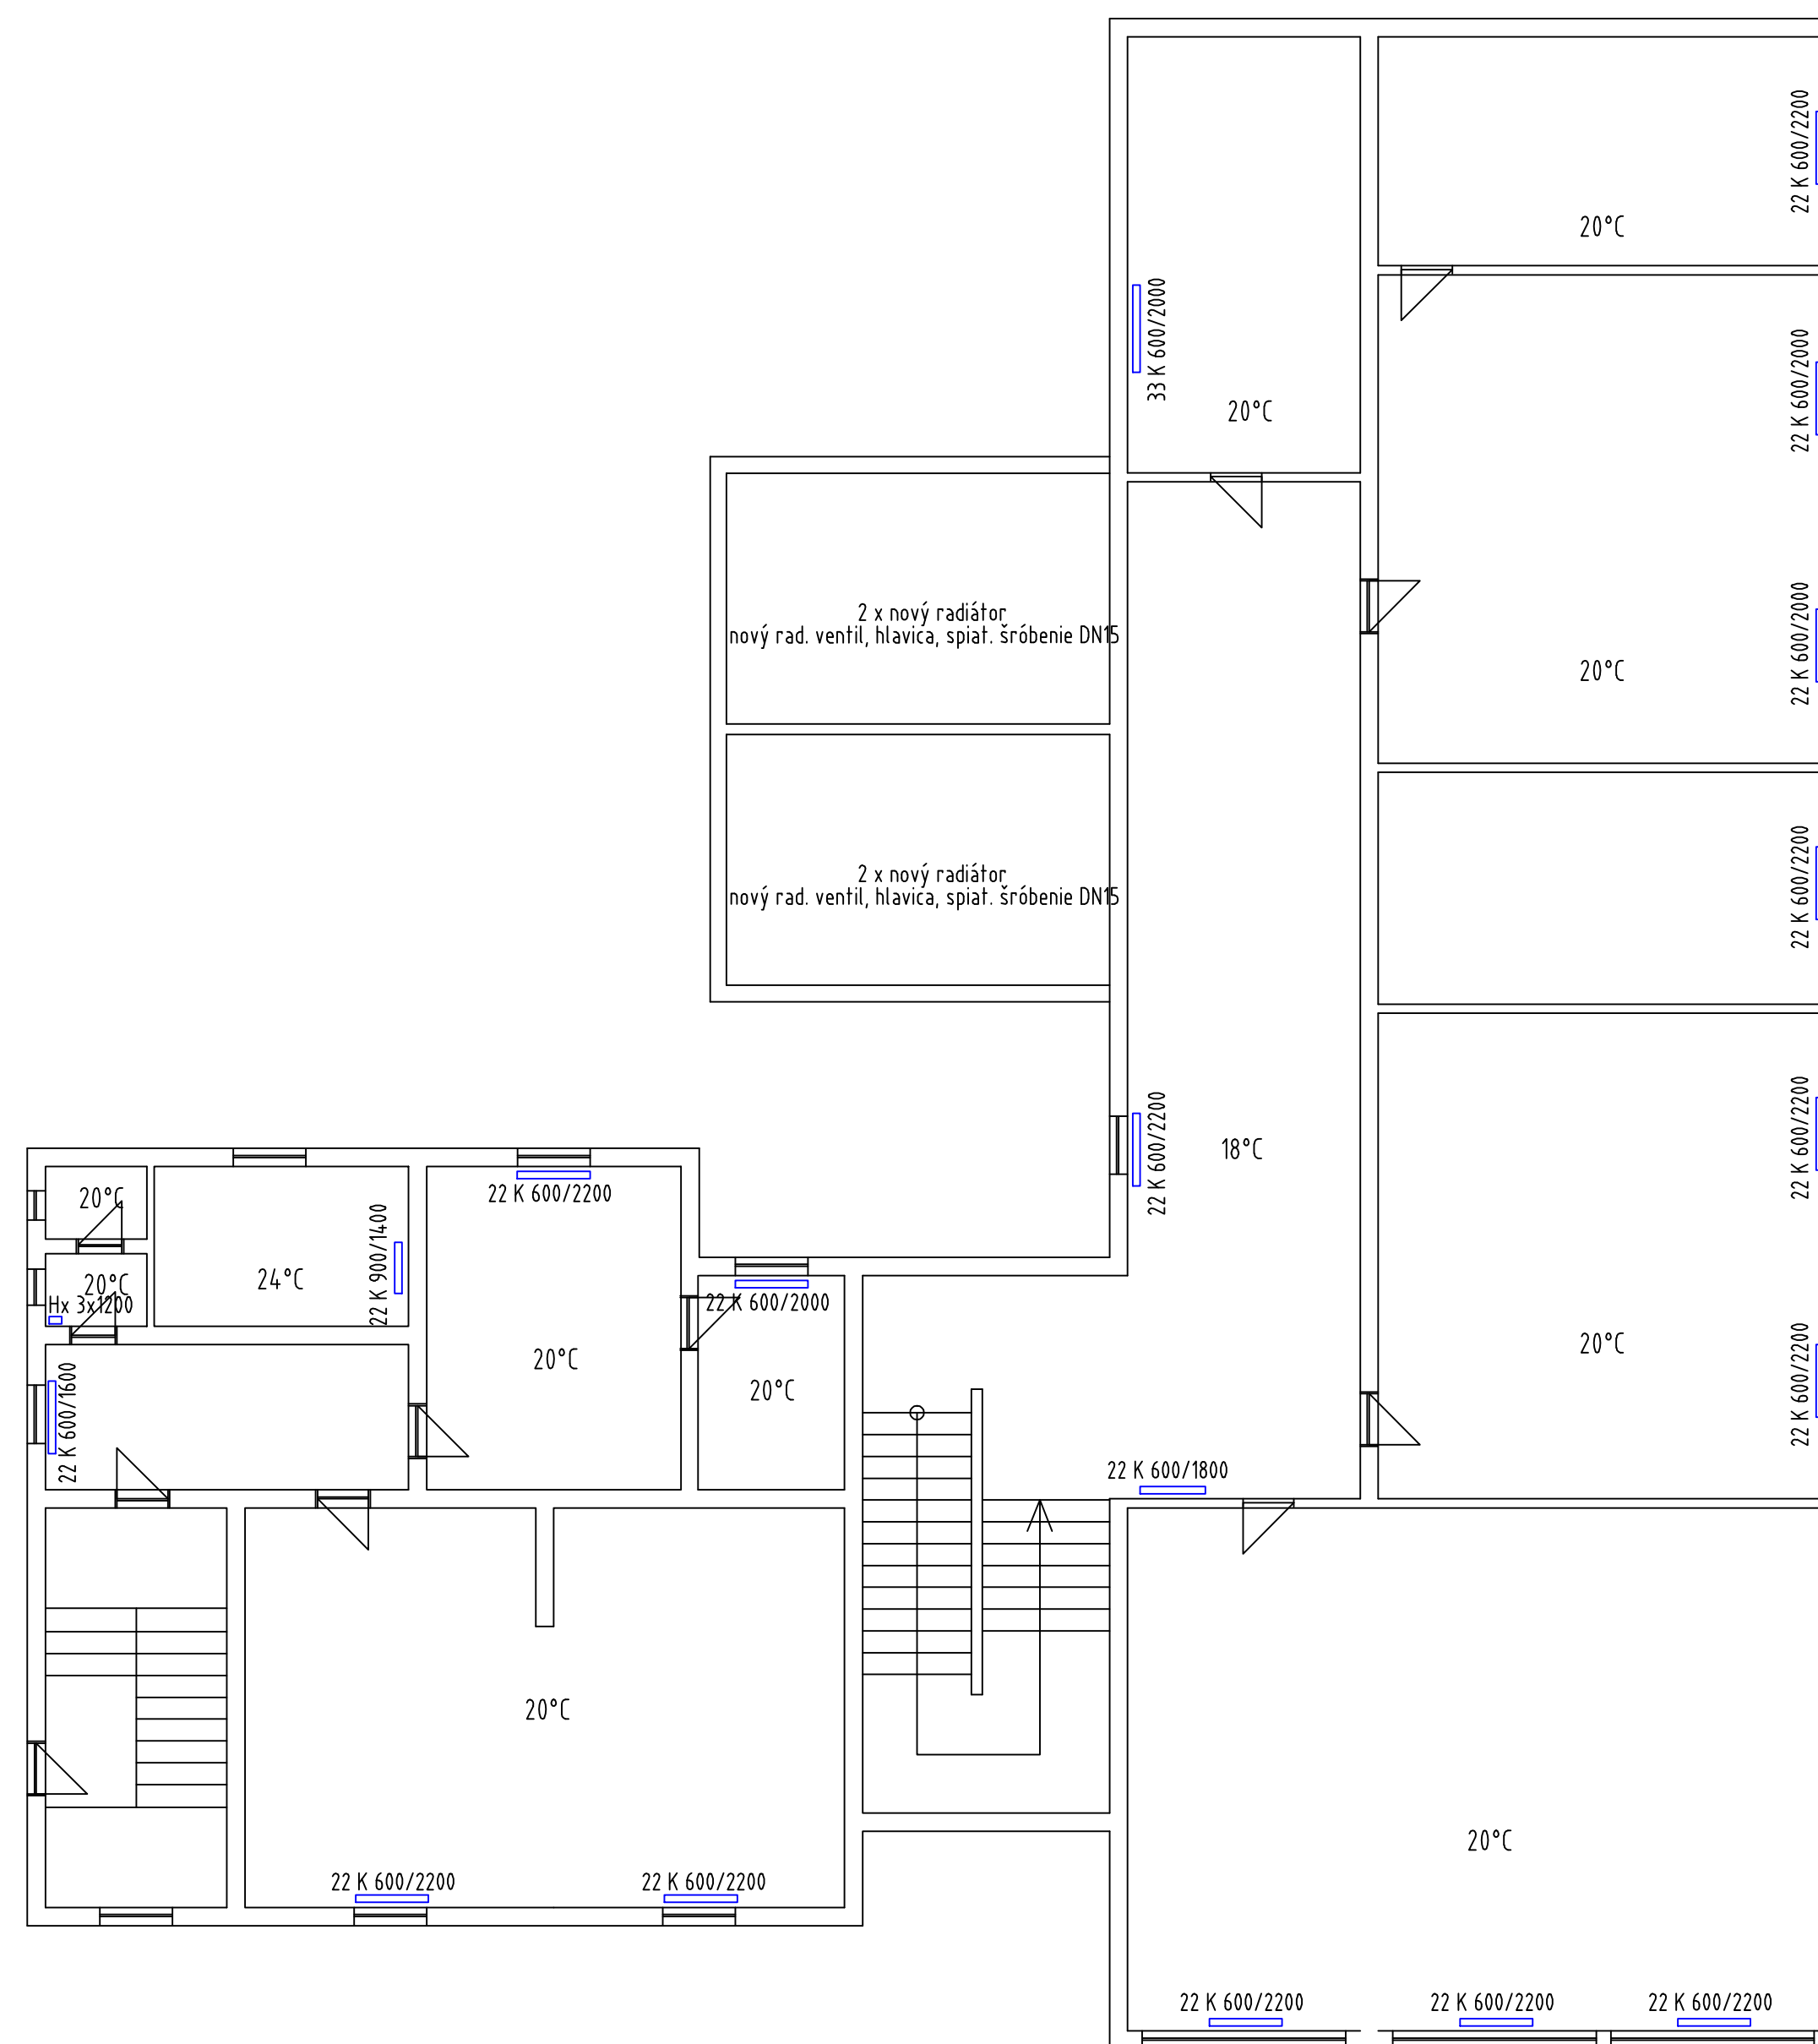 22 K 600/2200
20°C
33 K 600/2000
20°C
22 K 600/2000
2 x nový radiátor
nový rad. ventil, hlavica, spiat. šróbenie DN15
22 K 600/2000
20°C
2 x nový radiátor
nový rad. ventil, hlavica, spiat. šróbenie DN15
22 K 600/2200
22 K 600/2200
18°C
22 K 600/2200
20°C
22 K 600/2200
22 K 900/1400
24°C
20°C
Hx 3x1200
22 K 600/2000
20°C
20°C
20°C
22 K 600/2200
22 K 600/1600
22 K 600/1800
20°C
20°C
22 K 600/2200
22 K 600/2200
22 K 600/2200
22 K 600/2200
22 K 600/2200